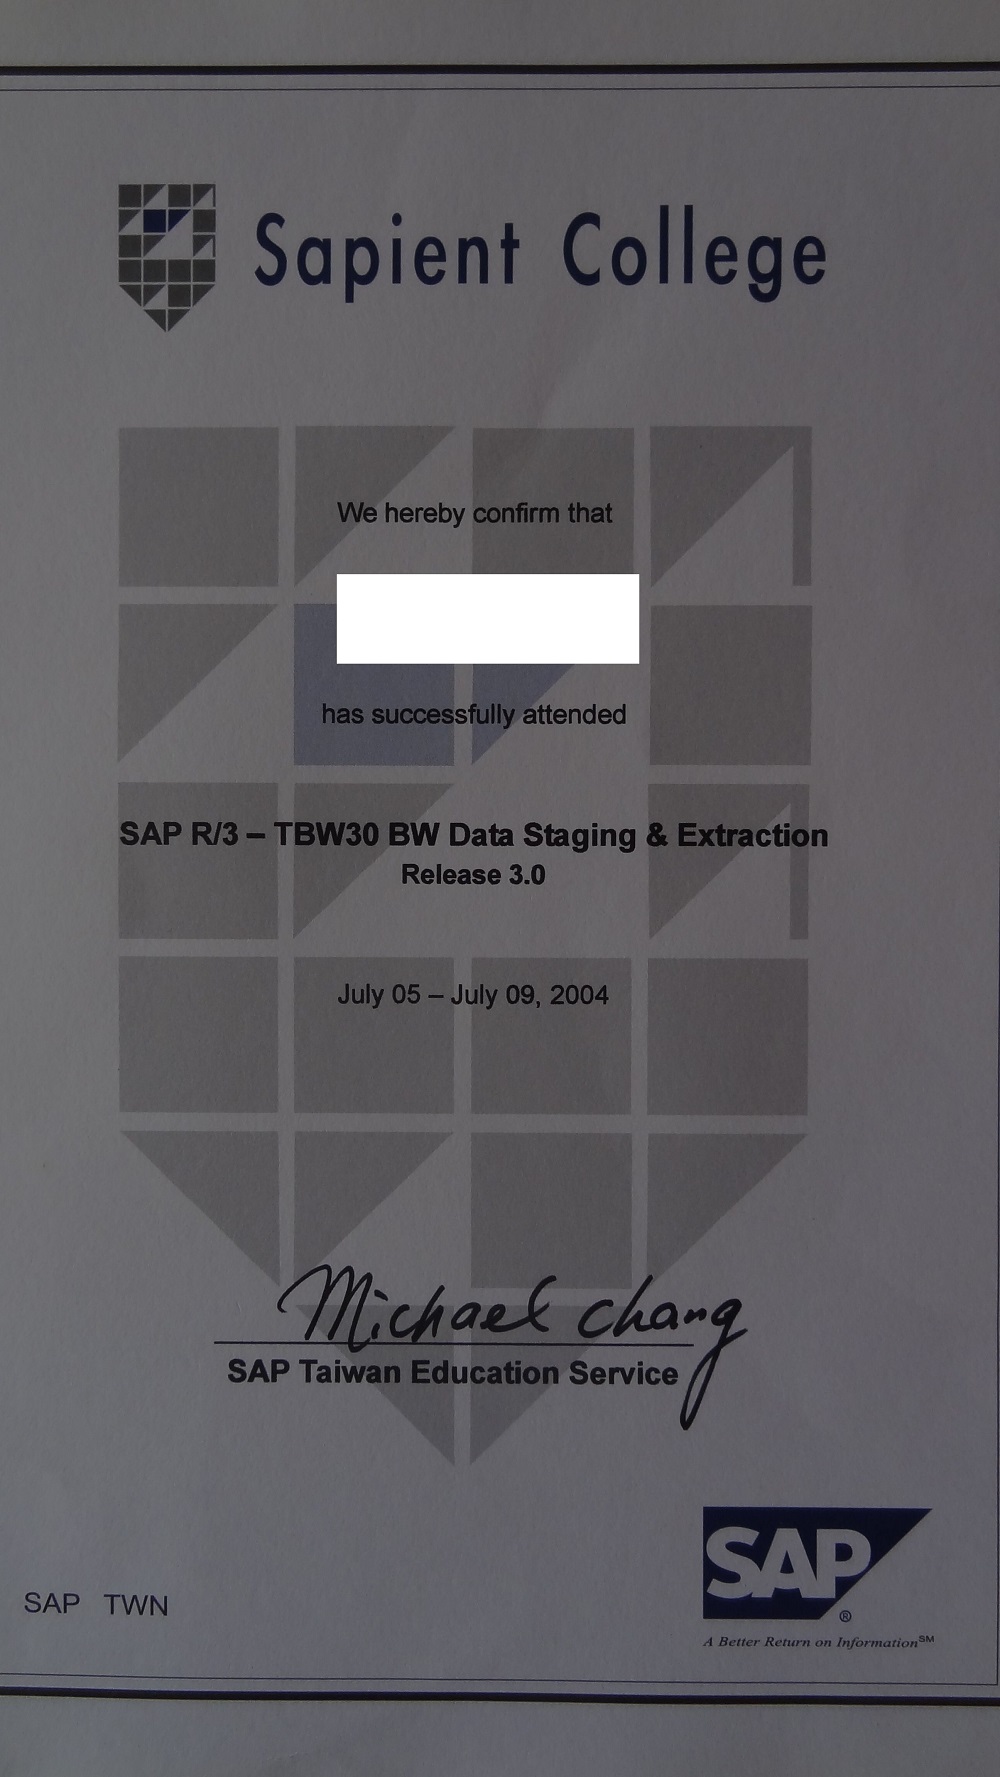 Sapient College
We hereby confirm that
has successfully attended
SAP R/3 – TBW30 BW Data Staging & Extraction
Release 3.0
July 05 – July 09, 2004
Michael Chang
SAP Taiwan Education Service
SAP
®
A Better Return on Information℠
SAP TWN